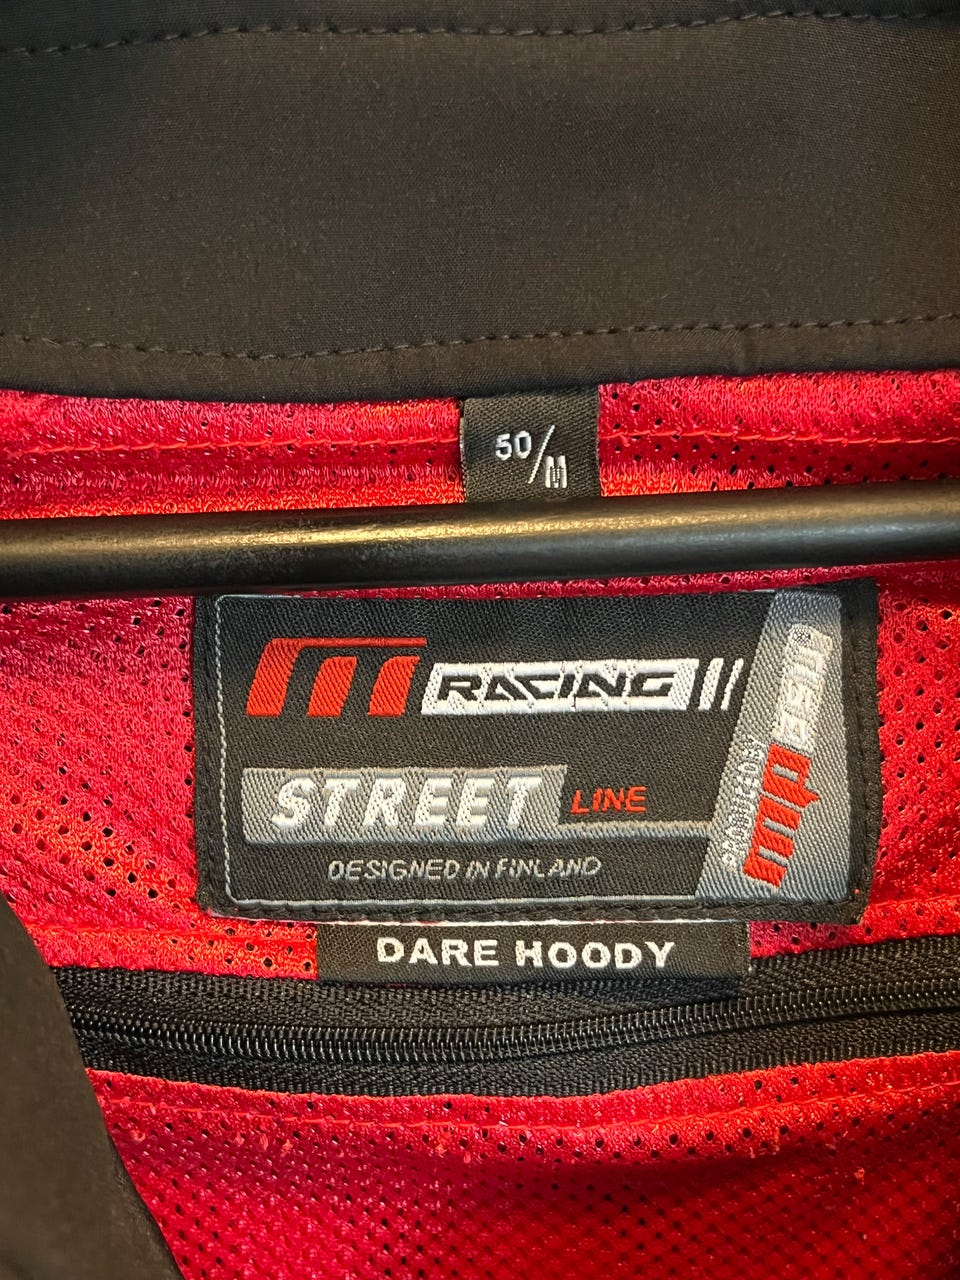 50/M
RACING
STREET LINE
DESIGNED IN FINLAND
DARE HOODY